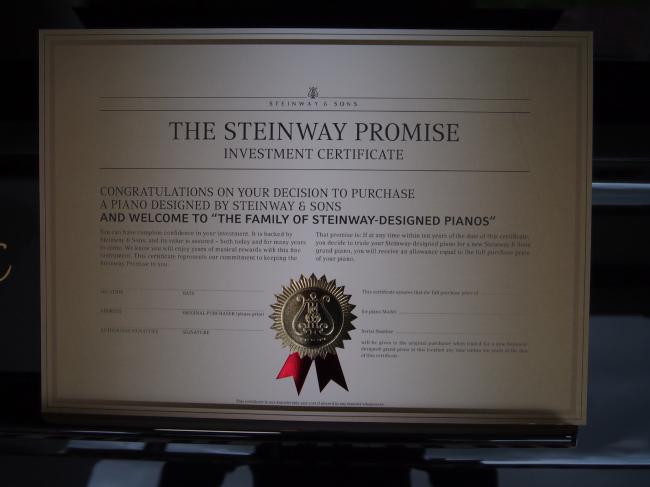 STEINWAY & SONS
THE STEINWAY PROMISE
INVESTMENT CERTIFICATE
CONGRATULATIONS ON YOUR DECISION TO PURCHASE
A PIANO DESIGNED BY STEINWAY & SONS
AND WELCOME TO "THE FAMILY OF STEINWAY-DESIGNED PIANOS"
You can have complete confidence in your investment. It is backed by
Steinway & Sons, and its value is assured – both today and for many years
to come. We know you will enjoy years of musical rewards with this fine
instrument. This certificate represents our commitment to keeping the
Steinway Promise to you.
That promise is: If at any time within ten years of the date of this certificate,
you decide to trade your Steinway-designed piano for a new Steinway & Sons
grand piano, you will receive an allowance equal to the full purchase price
of your piano.
LOCATION DATE
ADDRESS ORIGINAL PURCHASER (please print)
AUTHORIZED SIGNATURE SIGNATURE
This certificate assures that the full purchase price of
for piano Model
Serial Number
will be given to the original purchaser when traded for a new Steinway-
designed grand piano at this location any time within ten years of the date
of this certificate.